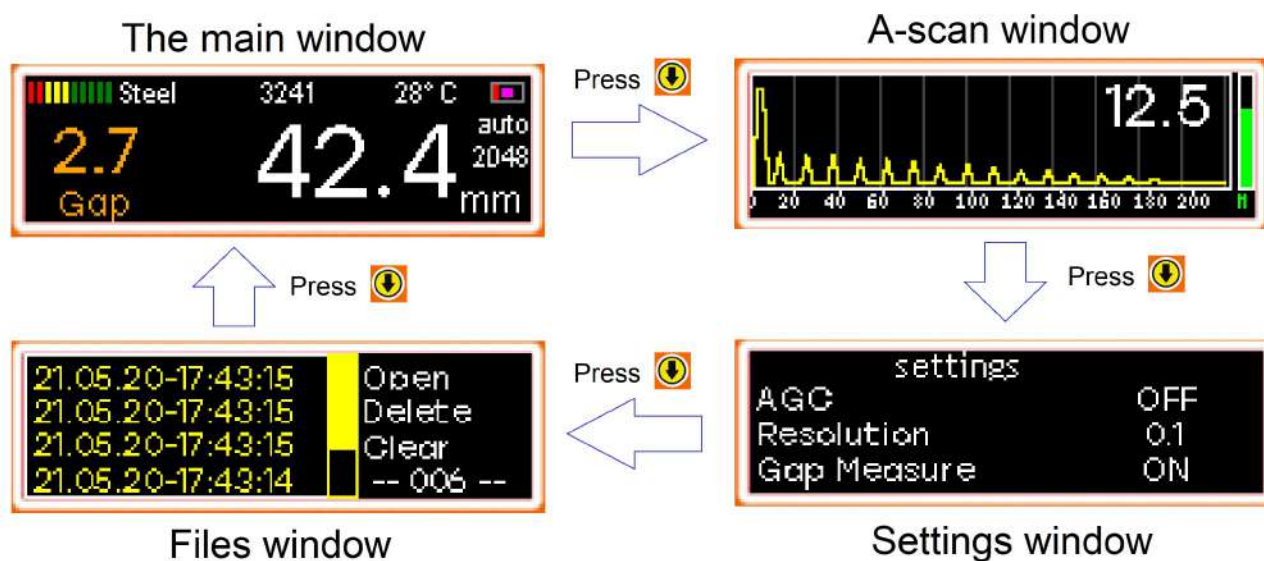 The main window
A-scan window
Steel 3241 28° C
2.7
Gap
42.4
auto
2048
mm
Press
12.5
0 20 40 60 80 100 120 140 160 180 200
M
Press
Press
21.05.20-17:43:15
21.05.20-17:43:15
21.05.20-17:43:15
21.05.20-17:43:14
Open
Delete
Clear
-- 006 --
Press
settings
AGC OFF
Resolution 0.1
Gap Measure ON
Files window
Settings window